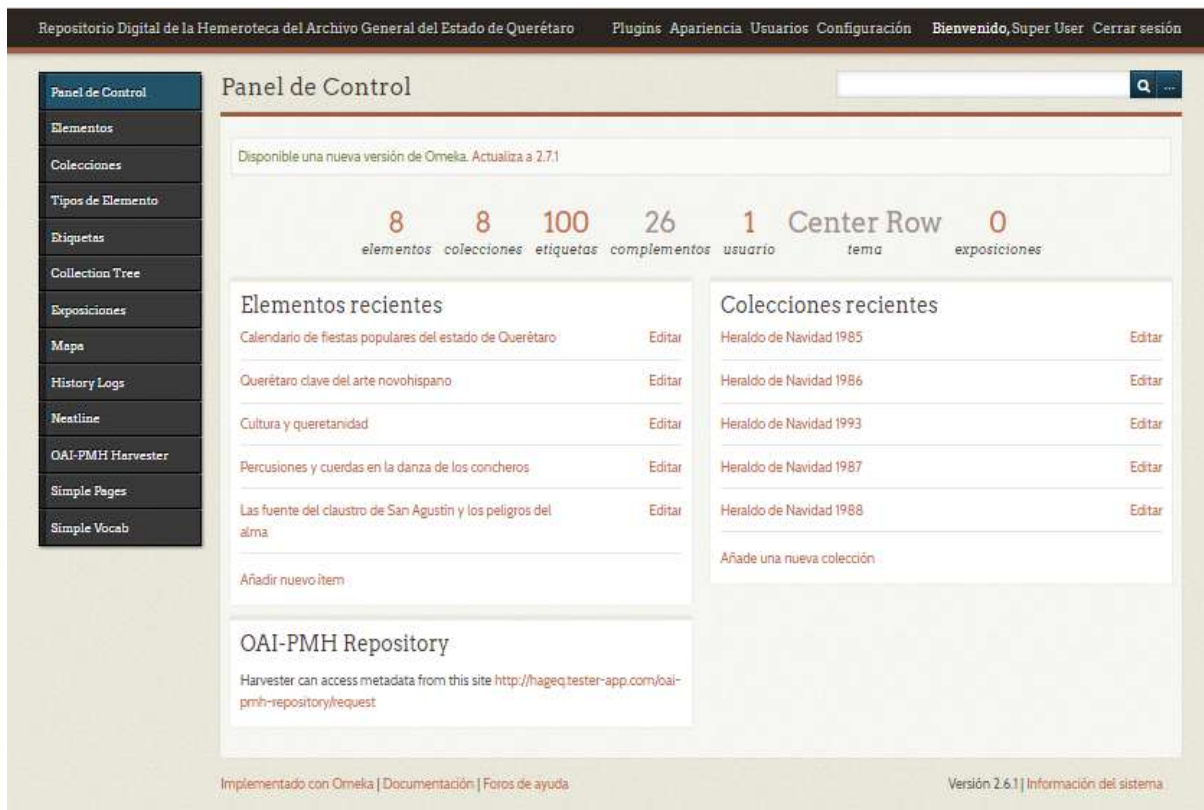 Repositorio Digital de la Hemeroteca del Archivo General del Estado de Querétaro Plugins Apariencia Usuarios Configuración Bienvenido, Super User Cerrar sesión
Panel de Control
Elementos
Colecciones
Tipos de Elemento
Etiquetas
Collection Tree
Exposiciones
Mapa
History Logs
Neatline
OAI-PMH Harvester
Simple Pages
Simple Vocab
Panel de Control
...
Disponible una nueva versión de Omeka. Actualiza a 2.7.1
8 8 100 26 1 Center Row 0
elementos colecciones etiquetas complementos usuario tema exposiciones
Elementos recientes
Calendario de fiestas populares del estado de Querétaro Editar
Querétaro clave del arte novohispano Editar
Cultura y queretanidad Editar
Percusiones y cuerdas en la danza de los concheros Editar
Las fuente del claustro de San Agustín y los peligros del Editar
alma
Añadir nuevo ítem
Colecciones recientes
Heraldo de Navidad 1985 Editar
Heraldo de Navidad 1986 Editar
Heraldo de Navidad 1993 Editar
Heraldo de Navidad 1987 Editar
Heraldo de Navidad 1988 Editar
Añade una nueva colección
OAI-PMH Repository
Harvester can access metadata from this site http://hageq.tester-app.com/oai-
pmh-repository/request
Implementado con Omeka | Documentación | Foros de ayuda Versión 2.6.1 | Información del sistema